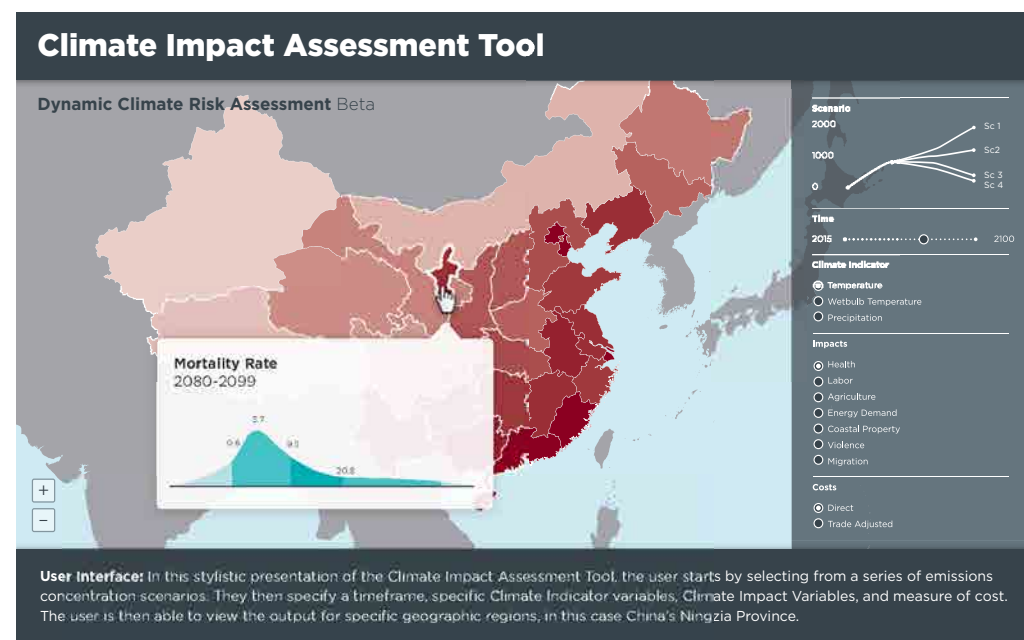 Climate Impact Assessment Tool
Dynamic Climate Risk Assessment Beta
Scenario
2000
1000
0
Sc 1
Sc2
Sc 3
Sc 4
Time
2015
2100
Climate Indicator
Temperature
Wetbulb Temperature
Precipitation
Impacts
Health
Labor
Agriculture
Energy Demand
Coastal Property
Violence
Migration
Costs
Direct
Trade Adjusted
Mortality Rate
2080-2099
0.6
3.7
9.5
20.8
+
−
User Interface: In this stylistic presentation of the Climate Impact Assessment Tool, the user starts by selecting from a series of emissions
concentration scenarios. They then specify a timeframe, specific Climate Indicator variables, Climate Impact Variables, and measure of cost.
The user is then able to view the output for specific geographic regions, in this case China's Ningzia Province.